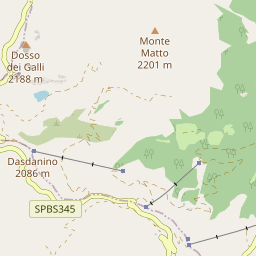 Monte
Matto
2201 m
Dosso
dei Galli
2188 m
Dasdanino
2086 m
SPBS345